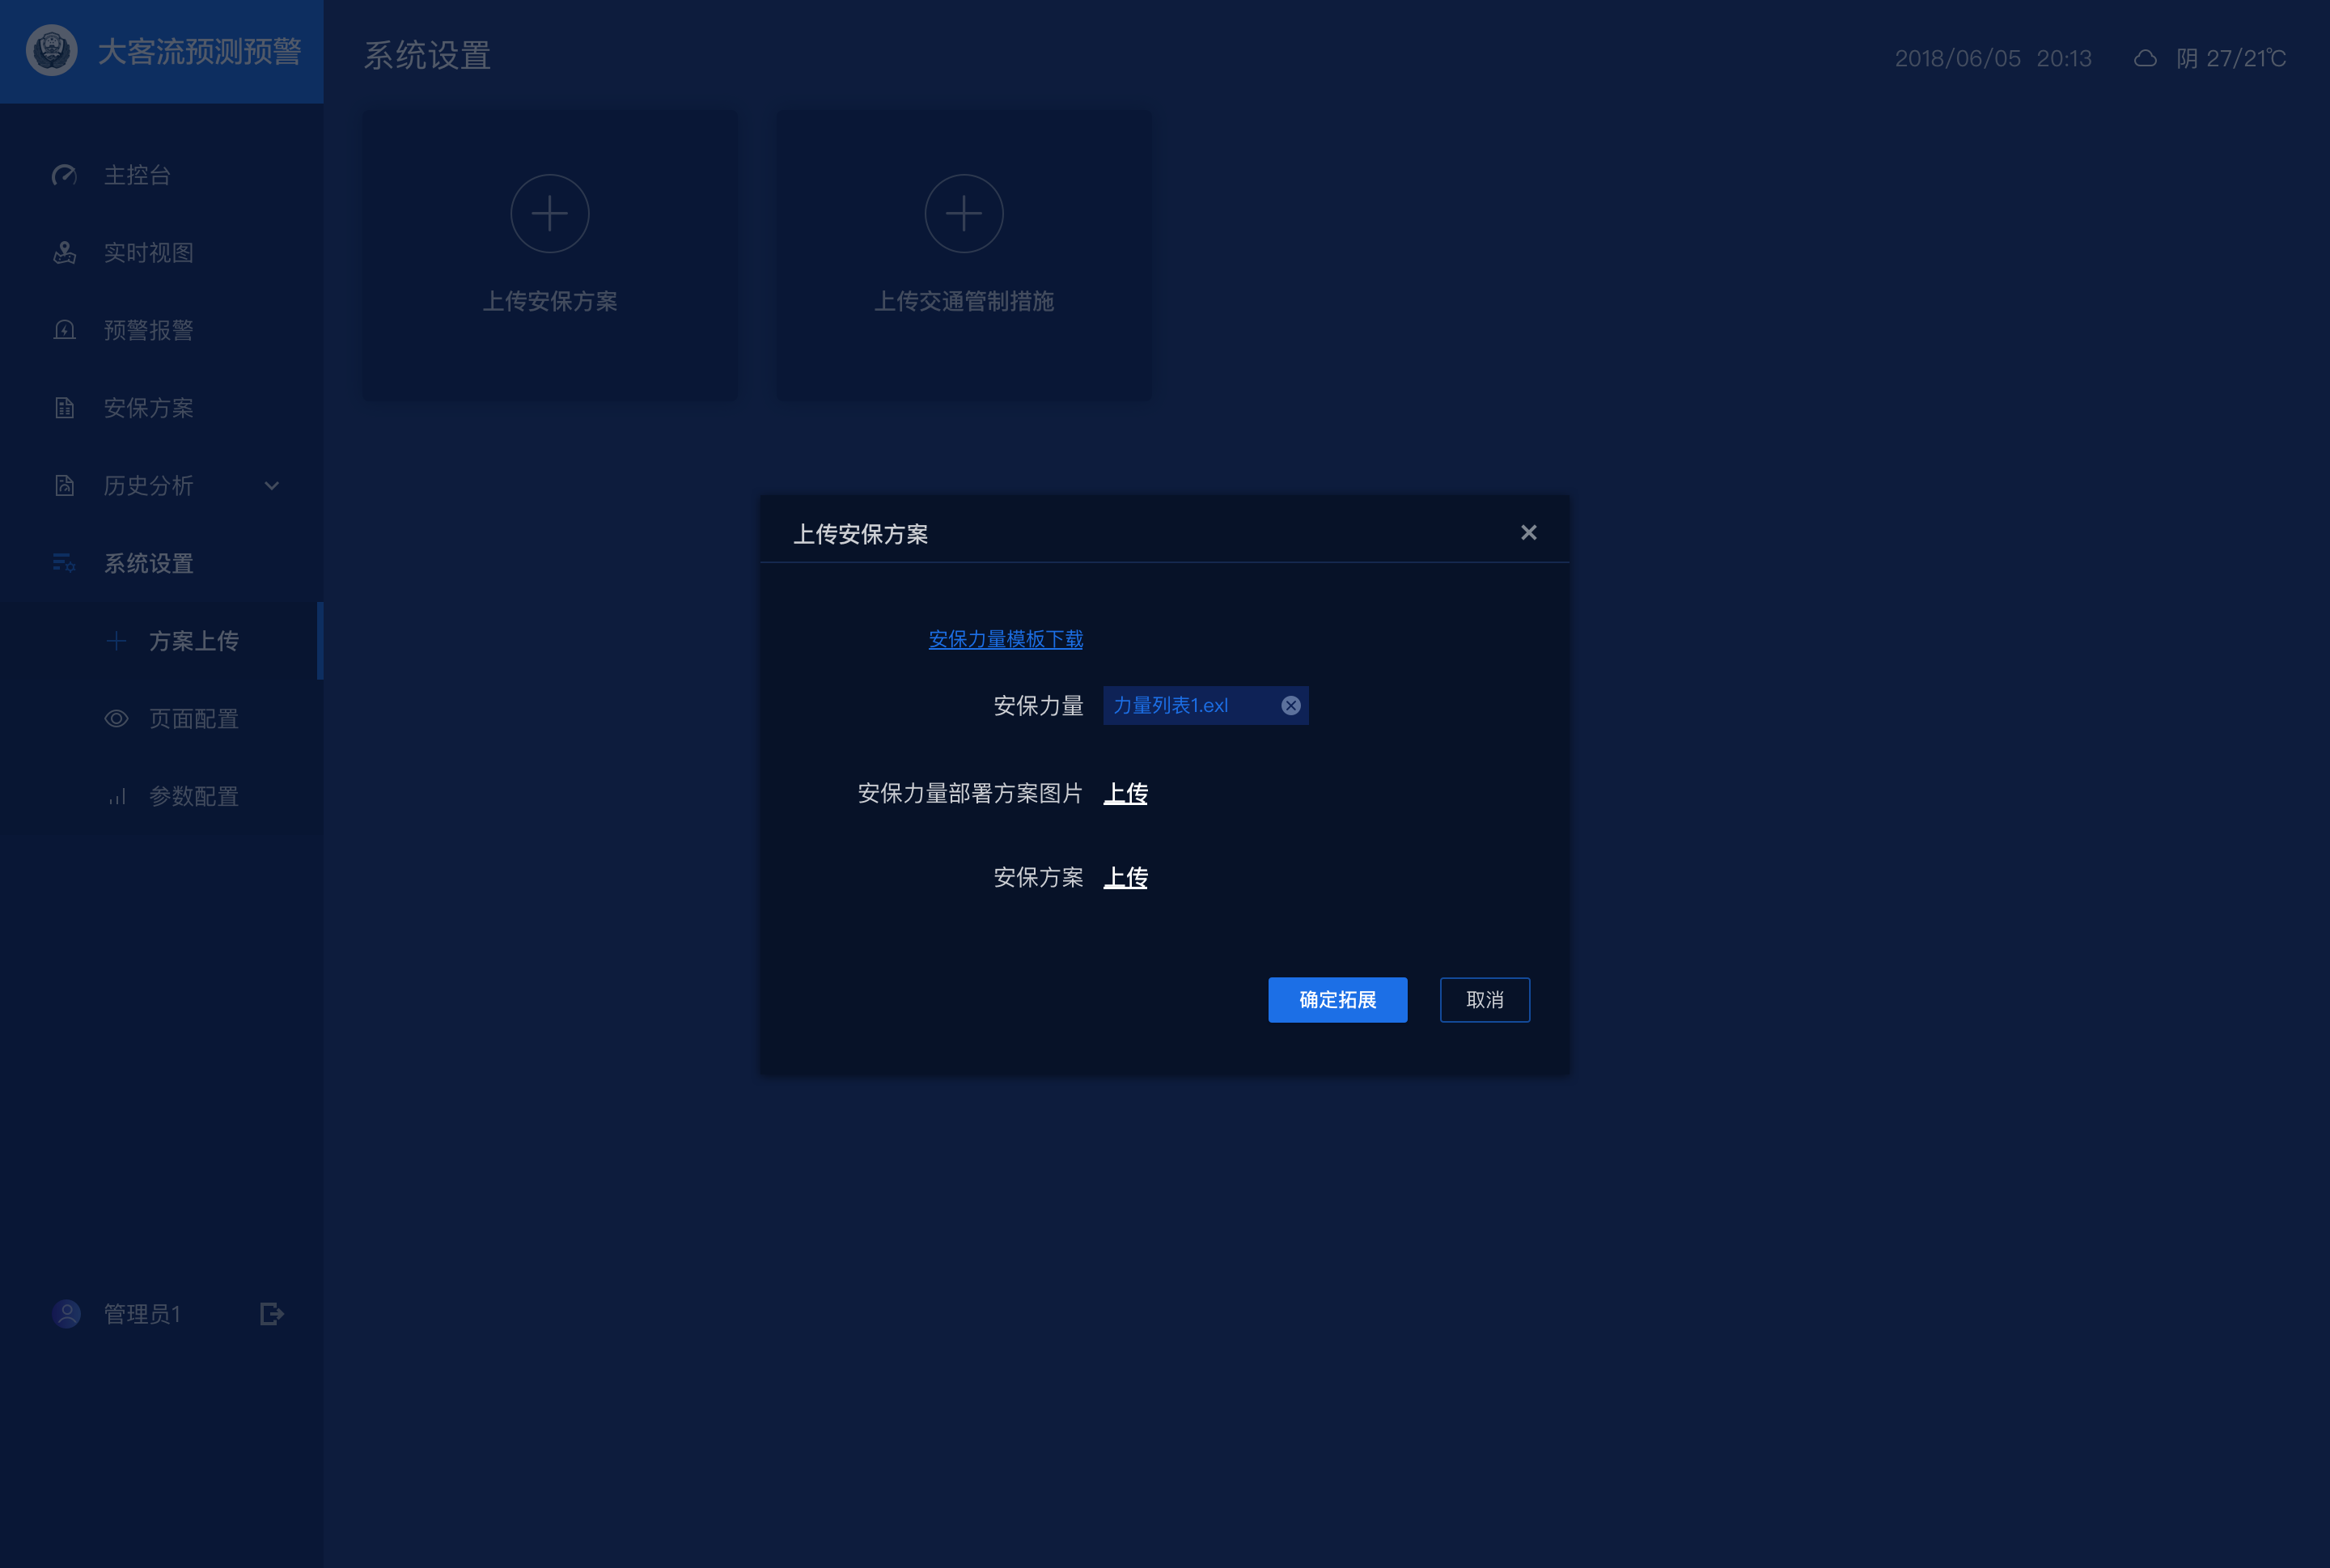 大客流预测预警
系统设置
2018/06/05 20:13 阴 27/21℃
主控台
实时视图
预警报警
安保方案
历史分析
系统设置
方案上传
页面配置
参数配置
管理员1
上传安保方案
上传交通管制措施
上传安保方案
安保力量模板下载
安保力量 力量列表1.exl
安保力量部署方案图片 上传
安保方案 上传
确定拓展 取消